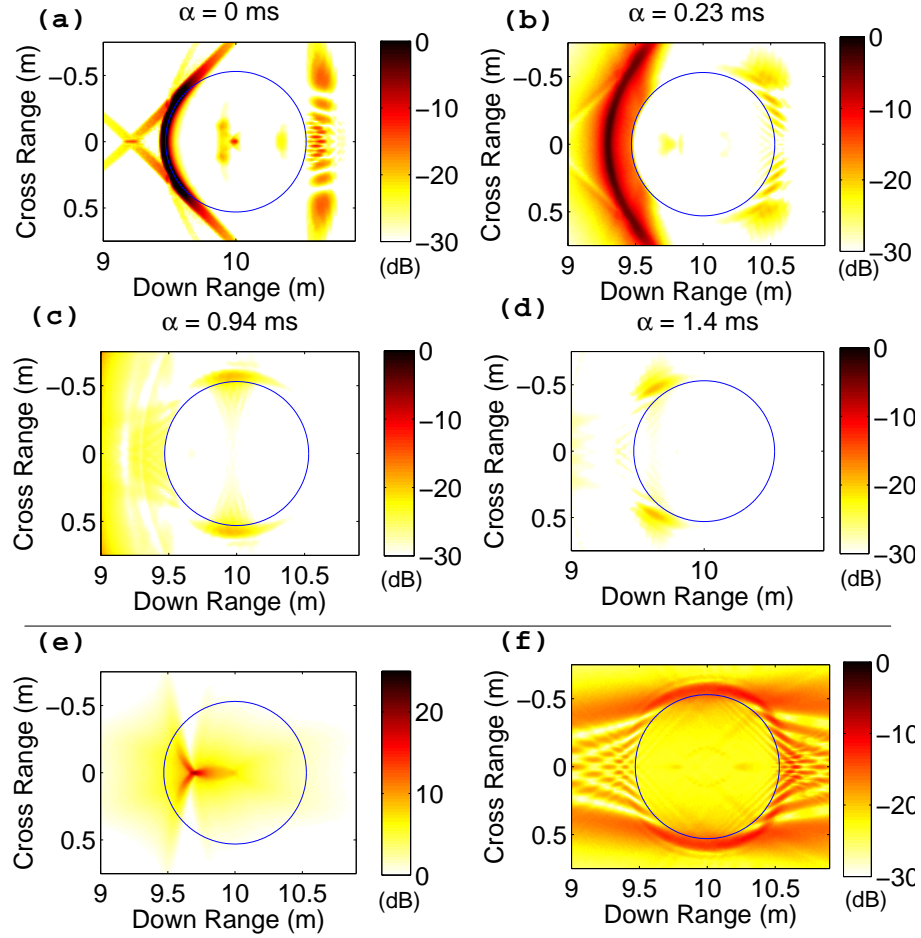 (a)
α = 0 ms
Cross Range (m)
−0.5
0
0.5
9
10
Down Range (m)
0
−10
−20
−30
(dB)
(b)
α = 0.23 ms
Cross Range (m)
−0.5
0
0.5
9
9.5
10
10.5
Down Range (m)
0
−10
−20
−30
(dB)
(c)
α = 0.94 ms
Cross Range (m)
−0.5
0
0.5
9
9.5
10
10.5
Down Range (m)
0
−10
−20
−30
(dB)
(d)
α = 1.4 ms
Cross Range (m)
−0.5
0
0.5
9
9.5
10
Down Range (m)
0
−10
−20
−30
(dB)
(e)
Cross Range (m)
−0.5
0
0.5
9
9.5
10
10.5
Down Range (m)
20
10
0
(dB)
(f)
Cross Range (m)
−0.5
0
0.5
9
9.5
10
10.5
Down Range (m)
0
−10
−20
−30
(dB)